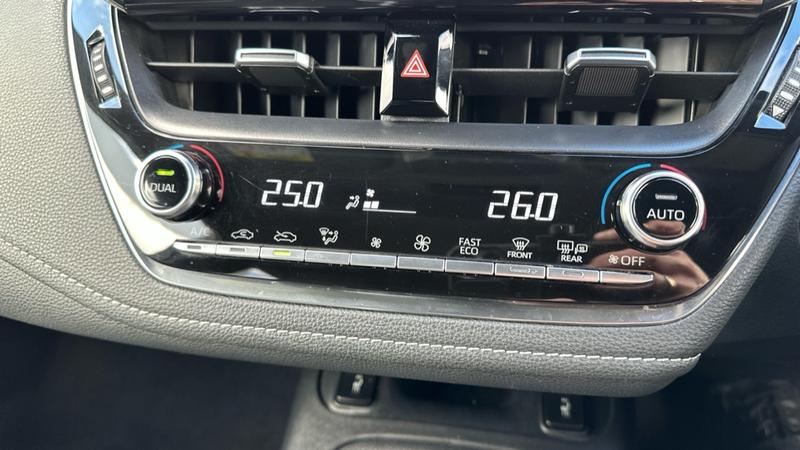 DUAL
25.0
26.0
AUTO
A/C
FAST
ECO
FRONT
REAR
OFF